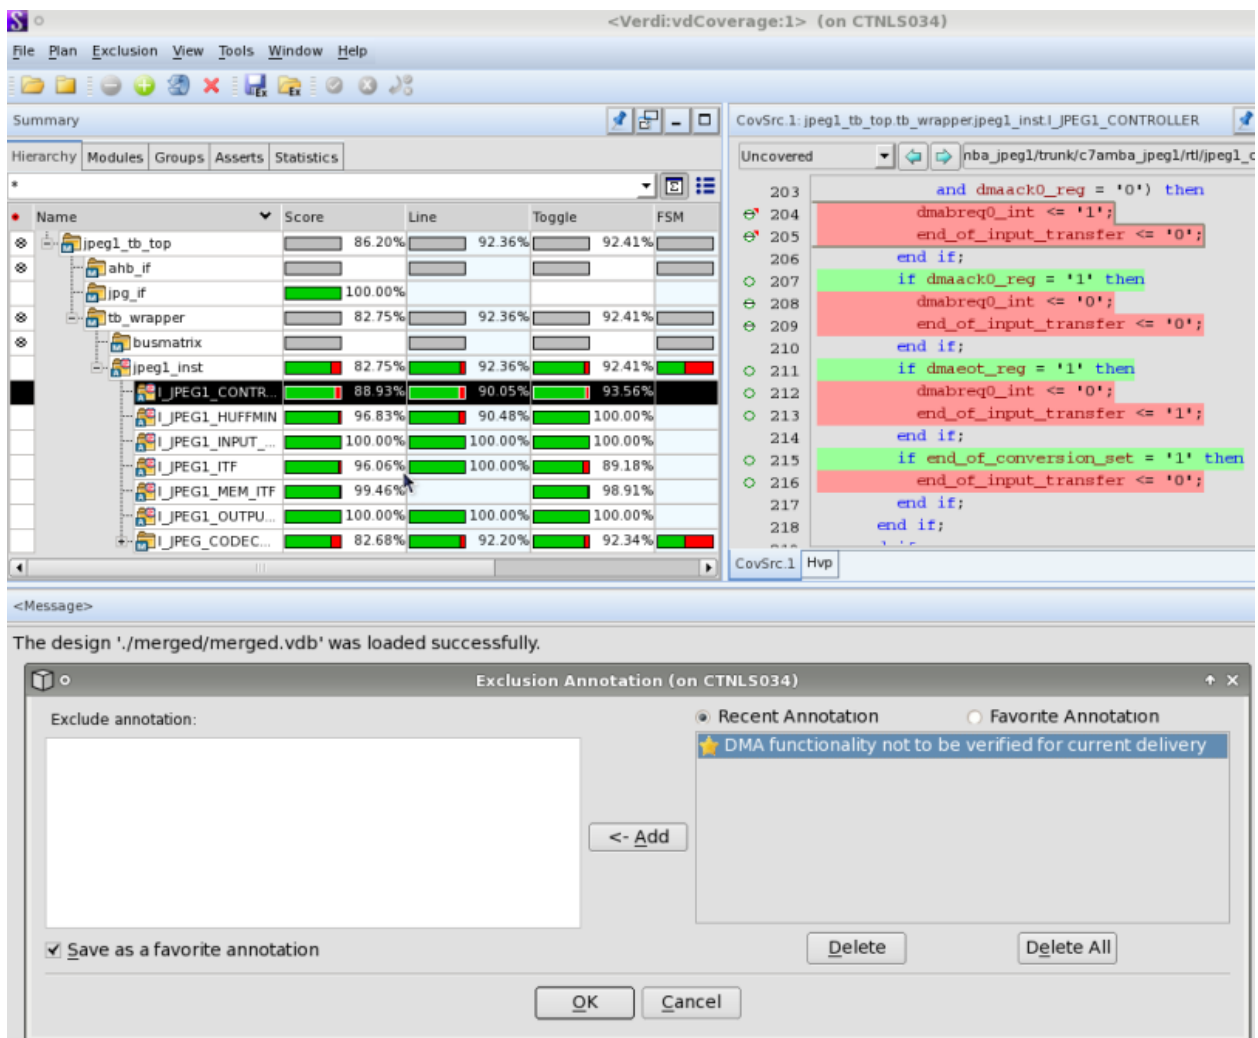 S <Verdi:vdCoverage:1> (on CTNLS034)
File Plan Exclusion View Tools Window Help
Summary
Hierarchy Modules Groups Asserts Statistics
*
Name Score Line Toggle FSM
jpeg1_tb_top 86.20% 92.36% 92.41%
ahb_if
jpg_if 100.00%
tb_wrapper 82.75% 92.36% 92.41%
busmatrix
jpeg1_inst 82.75% 92.36% 92.41%
I_JPEG1_CONTR... 88.93% 90.05% 93.56%
I_JPEG1_HUFFMIN 96.83% 90.48% 100.00%
I_JPEG1_INPUT_... 100.00% 100.00% 100.00%
I_JPEG1_ITF 96.06% 100.00% 89.18%
I_JPEG1_MEM_ITF 99.46% 98.91%
I_JPEG1_OUTPU... 100.00% 100.00% 100.00%
I_JPEG_CODEC... 82.68% 92.20% 92.34%
CovSrc.1: jpeg1_tb_top.tb_wrapper.jpeg1_inst.I_JPEG1_CONTROLLER
Uncovered nba_jpeg1/trunk/c7amba_jpeg1/rtl/jpeg1_c
203 and dmaack0_reg = '0') then
204 dmabreq0_int <= '1';
205 end_of_input_transfer <= '0';
206 end if;
207 if dmaack0_reg = '1' then
208 dmabreq0_int <= '0';
209 end_of_input_transfer <= '0';
210 end if;
211 if dmaeot_reg = '1' then
212 dmabreq0_int <= '0';
213 end_of_input_transfer <= '1';
214 end if;
215 if end_of_conversion_set = '1' then
216 end_of_input_transfer <= '0';
217 end if;
218 end if;
CovSrc.1 Hvp
<Message>
The design './merged/merged.vdb' was loaded successfully.
Exclusion Annotation (on CTNLS034)
Exclude annotation:
Recent Annotation Favorite Annotation
DMA functionality not to be verified for current delivery
<- Add
Save as a favorite annotation
Delete Delete All
OK Cancel